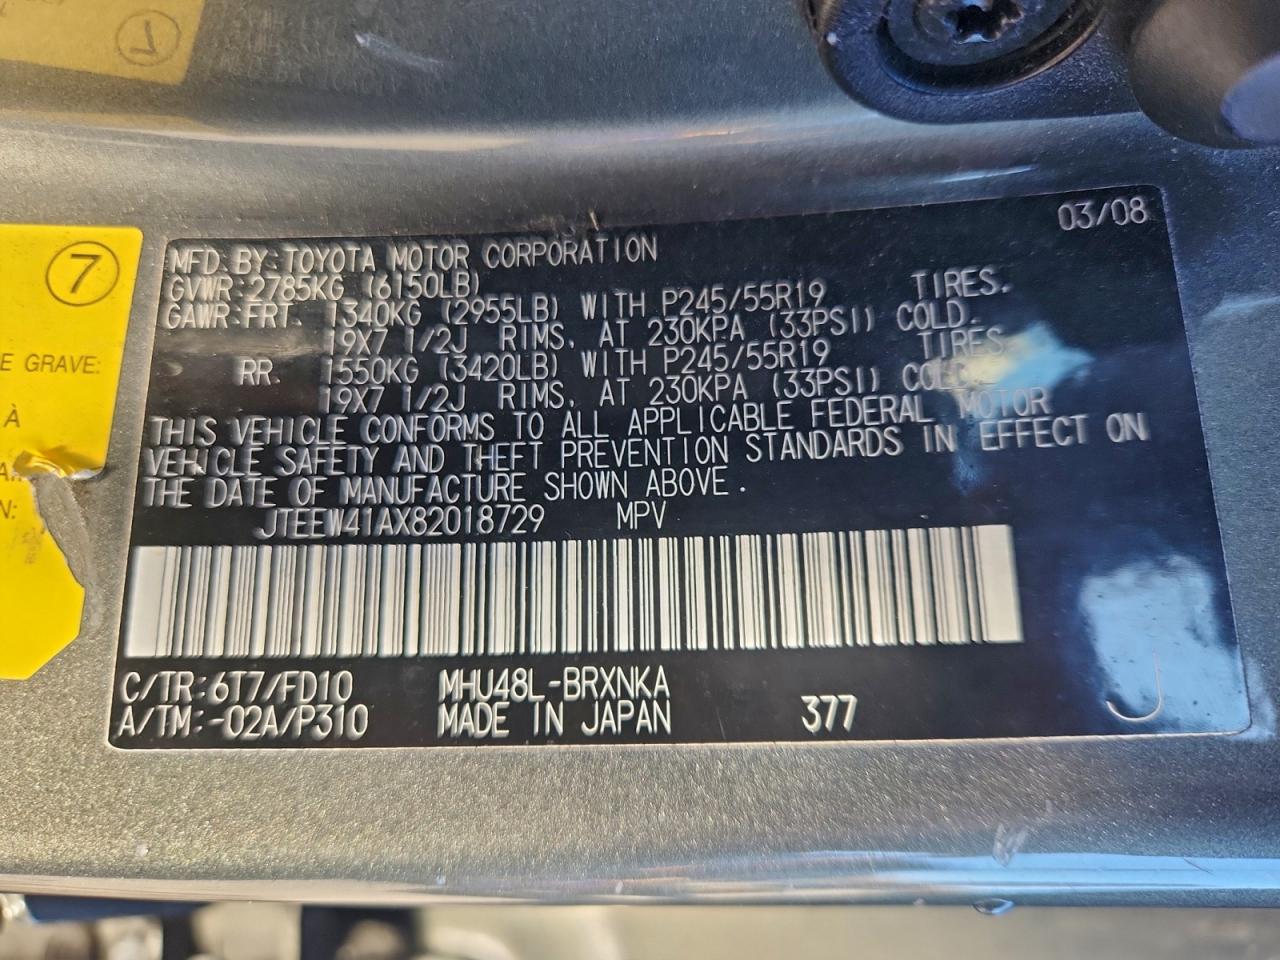 7
03/08
MFD. BY: TOYOTA MOTOR CORPORATION
GVWR: 2785KG (6150LB)
GAWR: FRT. 1340KG (2955LB) WITH P245/55R19 TIRES.
19X7 1/2J RIMS, AT 230KPA (33PSI) COLD.
RR. 1550KG (3420LB) WITH P245/55R19 TIRES
19X7 1/2J RIMS, AT 230KPA (33PSI) COLD.
THIS VEHICLE CONFORMS TO ALL APPLICABLE FEDERAL MOTOR
VEHICLE SAFETY AND THEFT PREVENTION STANDARDS IN EFFECT ON
THE DATE OF MANUFACTURE SHOWN ABOVE.
JTEEW41AX82018729 MPV
C/TR: 6T7/FD10 MHU48L-BRXNKA
A/TM: -02A/P310 MADE IN JAPAN 377
J
7
E GRAVE:
À
N: